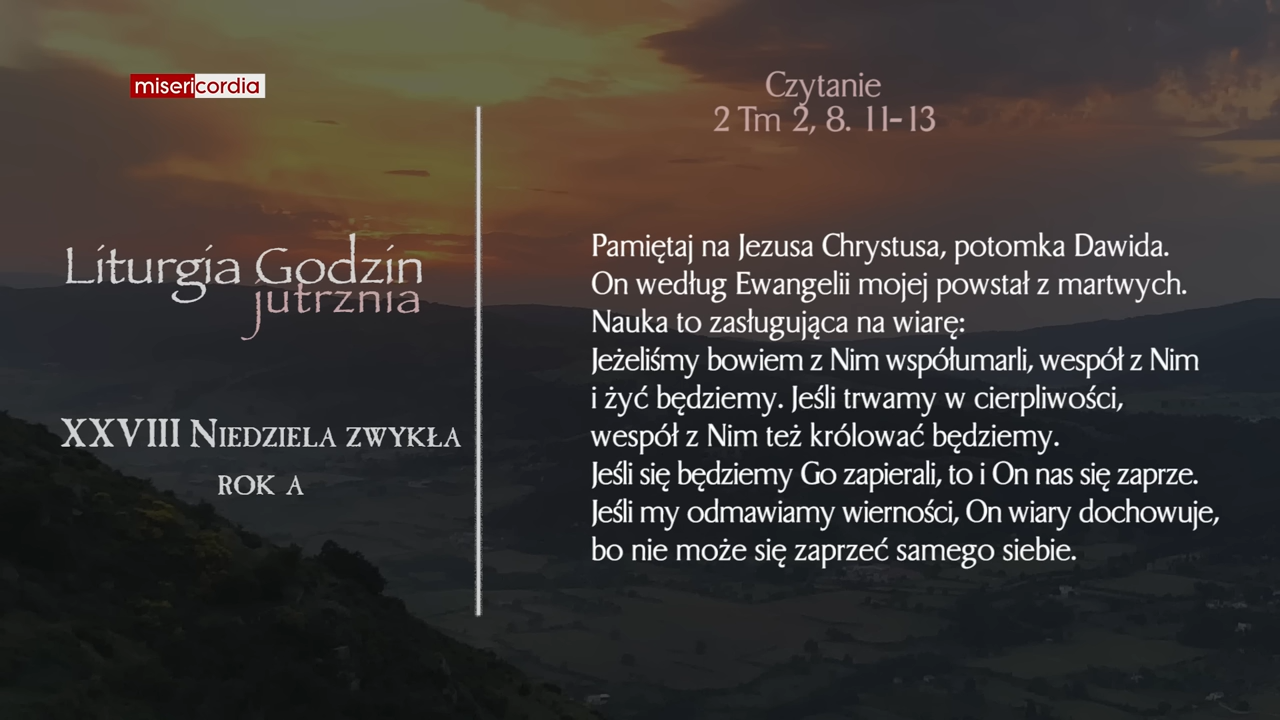 misericordia
Liturgia Godzin
jutrznia
XXVIII Niedziela zwykła
rok A
Czytanie
2 Tm 2, 8. 11-13
Pamiętaj na Jezusa Chrystusa, potomka Dawida.
On według Ewangelii mojej powstał z martwych.
Nauka to zasługująca na wiarę:
Jeżeliśmy bowiem z Nim współumarli, wespół z Nim
i żyć będziemy. Jeśli trwamy w cierpliwości,
wespół z Nim też królować będziemy.
Jeśli się będziemy Go zapierali, to i On nas się zaprze.
Jeśli my odmawiamy wierności, On wiary dochowuje,
bo nie może się zaprzeć samego siebie.